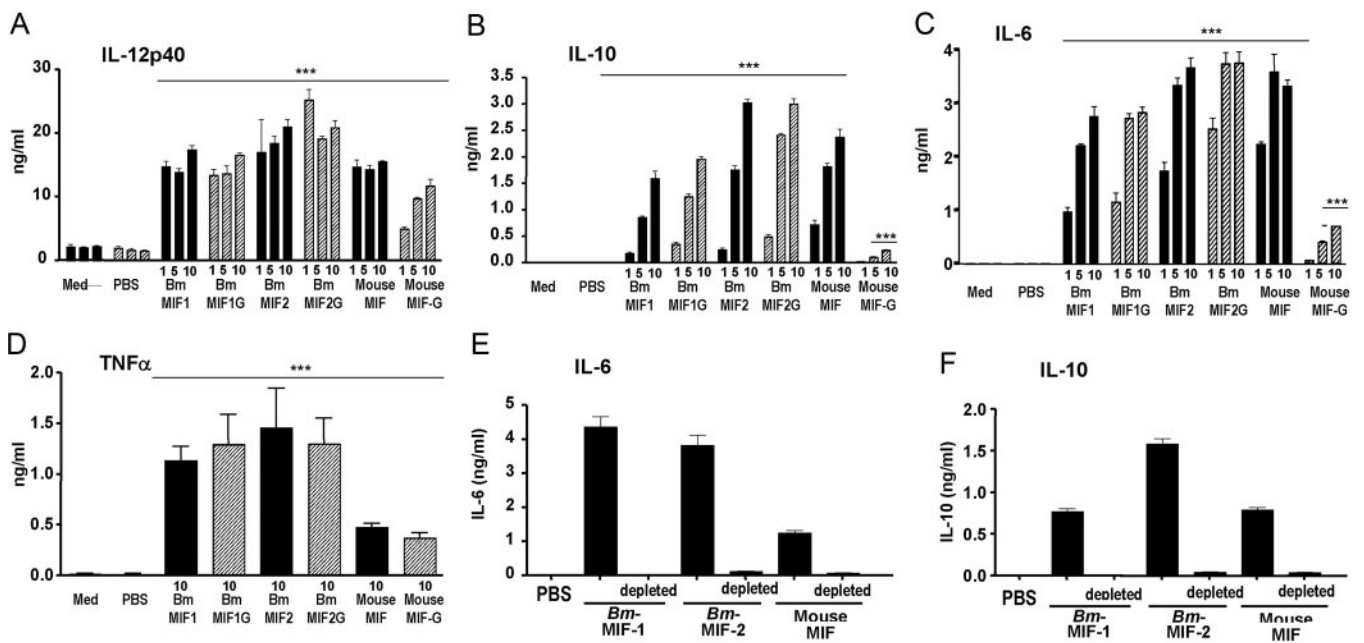 A
IL-12p40
30
20
10
0
ng/ml
***
1 5 10 1 5 10 1 5 10 1 5 10 1 5 10 1 5 10
Med PBS Bm Bm Bm Bm Mouse Mouse
MIF1 MIF1G MIF2 MIF2G MIF MIF-G
B
IL-10
3.5
3.0
2.5
2.0
1.5
1.0
0.5
0.0
ng/ml
***
***
1 5 10 1 5 10 1 5 10 1 5 10 1 5 10 1 5 10
Med PBS Bm Bm Bm Bm Mouse Mouse
MIF1 MIF1G MIF2 MIF2G MIF MIF-G
C
IL-6
4
3
2
1
0
ng/ml
***
***
1 5 10 1 5 10 1 5 10 1 5 10 1 5 10 1 5 10
Med PBS Bm Bm Bm Bm Mouse Mouse
MIF1 MIF1G MIF2 MIF2G MIF MIF-G
D
TNFα
2.0
1.5
1.0
0.5
0.0
ng/ml
***
10 10 10 10 10 10
Med PBS Bm Bm Bm Bm Mouse Mouse
MIF1 MIF1G MIF2 MIF2G MIF MIF-G
E
IL-6
5
4
3
2
1
0
IL-6 (ng/ml)
PBS depleted depleted depleted
Bm- Bm- Mouse
MIF-1 MIF-2 MIF
F
IL-10
2.0
1.5
1.0
0.5
0.0
IL-10 (ng/ml)
PBS depleted depleted depleted
Bm- Bm- Mouse
MIF-1 MIF-2 MIF